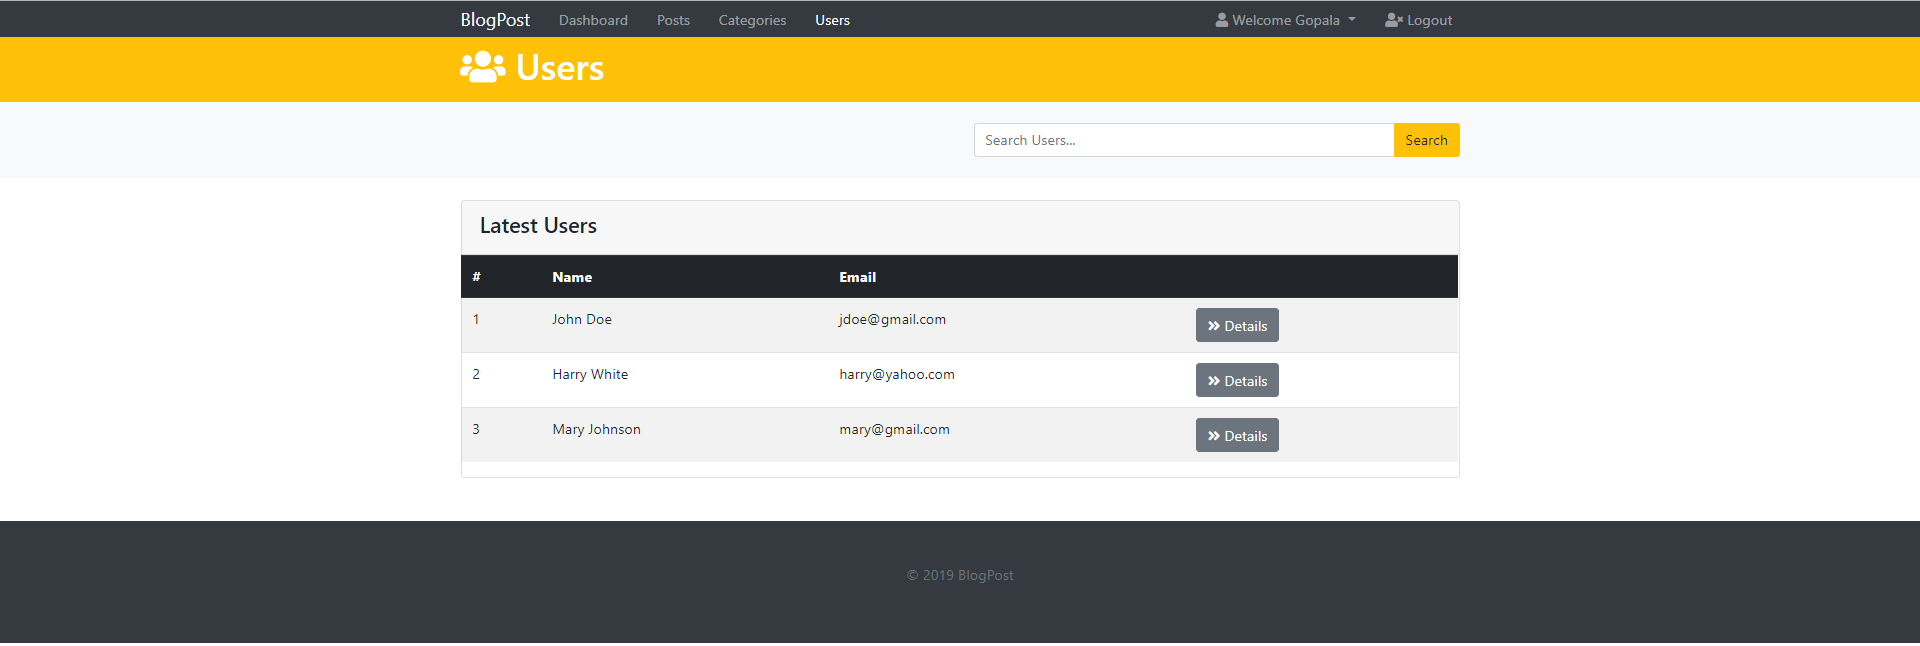 BlogPost Dashboard Posts Categories Users Welcome Gopala Logout
Users
Search Users... Search
Latest Users
# Name Email
1 John Doe jdoe@gmail.com Details
2 Harry White harry@yahoo.com Details
3 Mary Johnson mary@gmail.com Details
© 2019 BlogPost